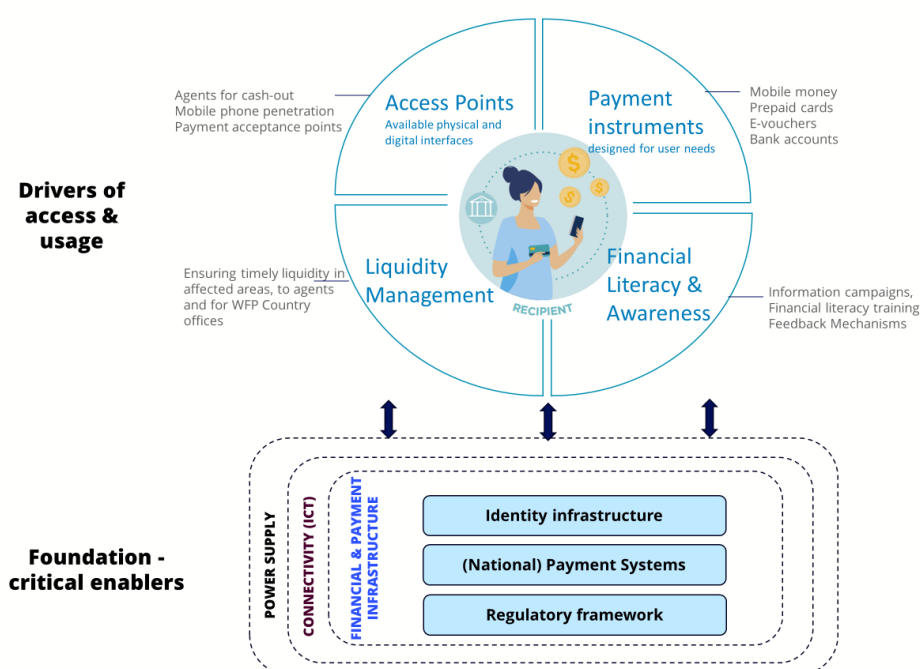 Agents for cash-out
Mobile phone penetration
Payment acceptance points
Access Points
Available physical and
digital interfaces
Payment
instruments
designed for user needs
Mobile money
Prepaid cards
E-vouchers
Bank accounts
Drivers of
access &
usage
Ensuring timely liquidity in
affected areas, to agents
and for WFP Country
offices
Liquidity
Management
RECIPIENT
Financial
Literacy &
Awareness
Information campaigns,
Financial literacy training
Feedback Mechanisms
Foundation -
critical enablers
POWER SUPPLY
CONNECTIVITY (ICT)
FINANCIAL & PAYMENT
INFRASTRUCTURE
Identity infrastructure
(National) Payment Systems
Regulatory framework